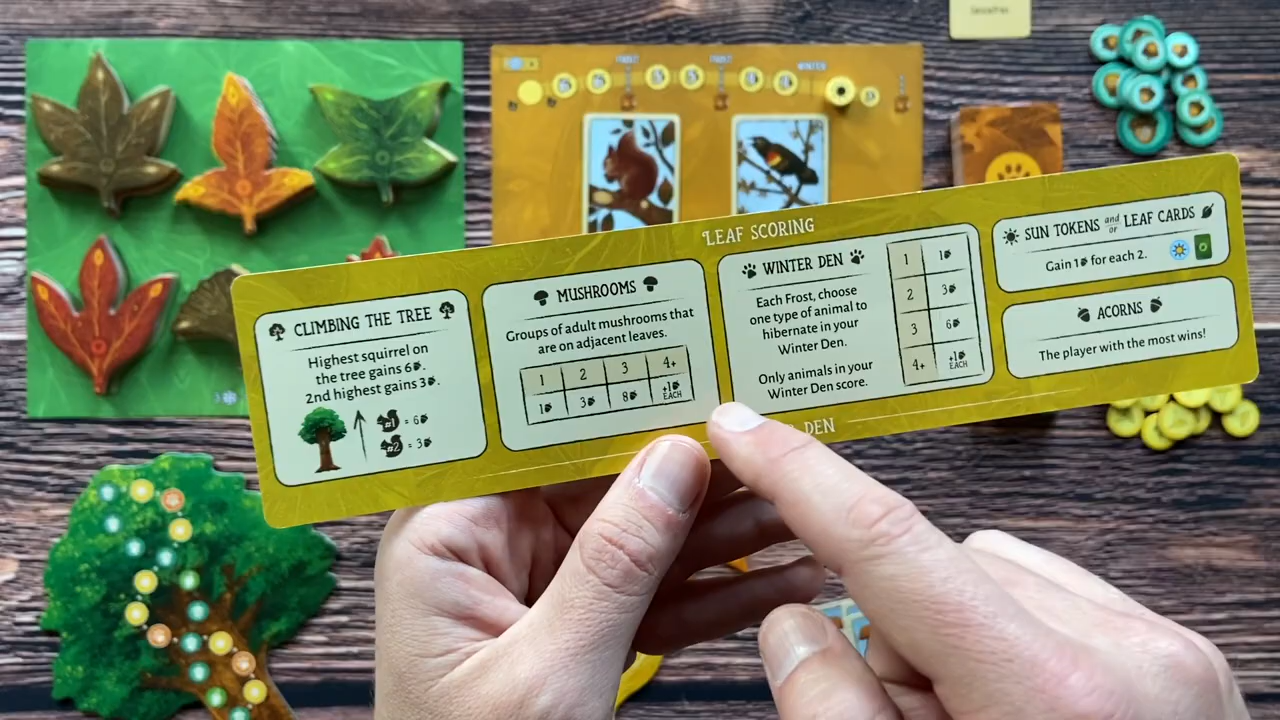 LEAF SCORING
CLIMBING THE TREE
Highest squirrel on
the tree gains 6.
2nd highest gains 3.
#1 = 6
#2 = 3
MUSHROOMS
Groups of adult mushrooms that
are on adjacent leaves.
1 2 3 4+
1 3 8 +1 EACH
WINTER DEN
Each Frost, choose
one type of animal to
hibernate in your
Winter Den.
Only animals in your
Winter Den score.
1 1
2 3
3 6
4+ +1 EACH
SUN TOKENS and/or LEAF CARDS
Gain 1 for each 2.
ACORNS
The player with the most wins!
DEN
WINTER